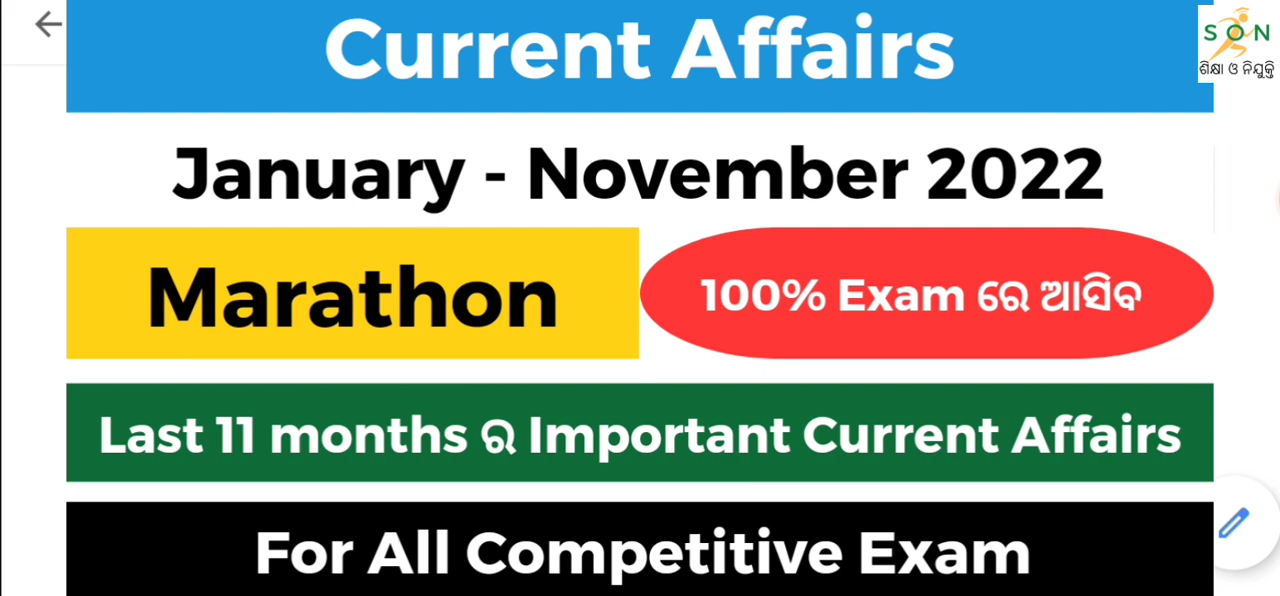 Current Affairs
S O N
ଶିକ୍ଷା ଓ ନିଯୁକ୍ତି
January - November 2022
Marathon
100% Exam ରେ ଆସିବ
Last 11 months ର Important Current Affairs
For All Competitive Exam